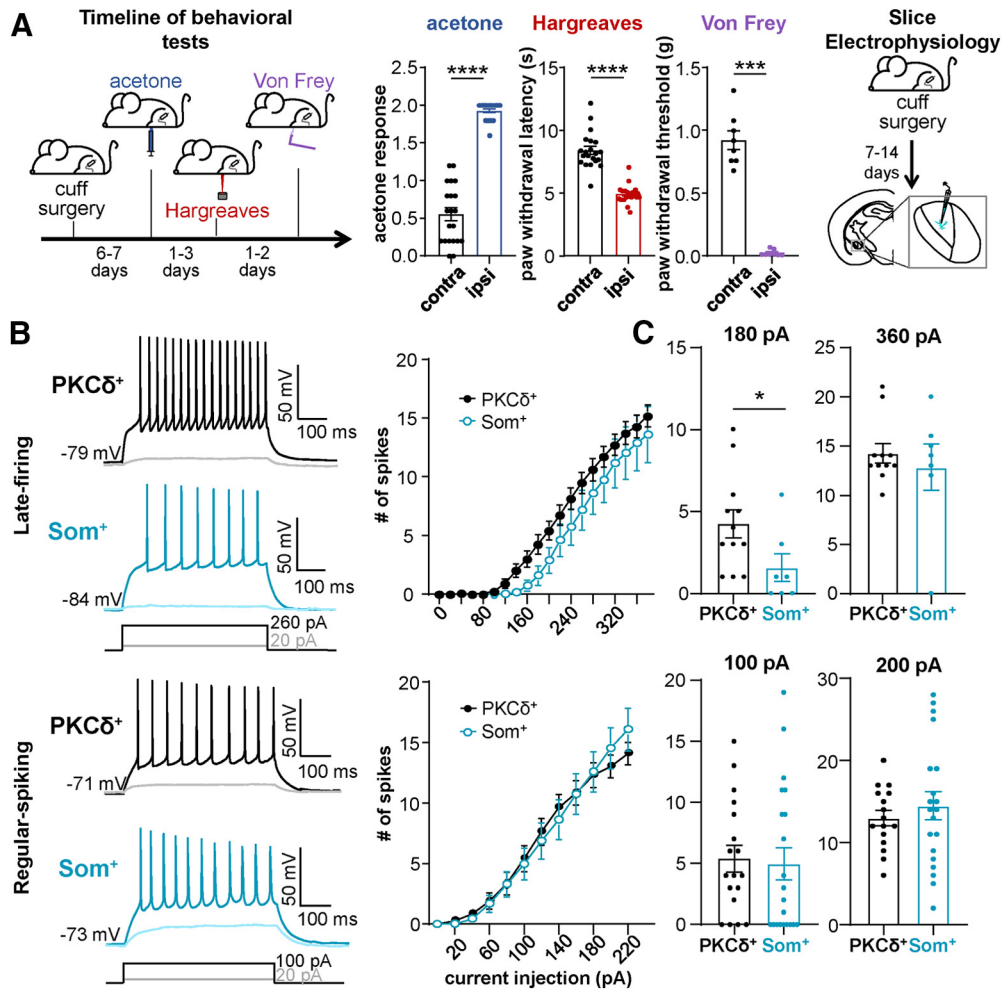 A
Timeline of behavioral
tests
acetone
Von Frey
cuff
surgery
Hargreaves
6-7
days
1-3
days
1-2
days
acetone
acetone response
2.5
2.0
1.5
1.0
0.5
0.0
****
contra
ipsi
Hargreaves
paw withdrawal latency (s)
15
10
5
0
****
contra
ipsi
Von Frey
paw withdrawal threshold (g)
1.5
1.0
0.5
0.0
***
contra
ipsi
Slice
Electrophysiology
cuff
surgery
7-14
days
B
Late-firing
PKCδ+
-79 mV
50 mV
100 ms
Som+
-84 mV
50 mV
100 ms
260 pA
20 pA
# of spikes
20
15
10
5
0
PKCδ+
Som+
0
80
160
240
320
Regular-spiking
PKCδ+
-71 mV
50 mV
100 ms
Som+
-73 mV
50 mV
100 ms
100 pA
20 pA
# of spikes
20
15
10
5
0
PKCδ+
Som+
20
60
100
140
180
220
current injection (pA)
C
180 pA
15
10
5
0
*
PKCδ+ Som+
360 pA
25
20
15
10
5
0
PKCδ+ Som+
100 pA
20
15
10
5
0
PKCδ+ Som+
200 pA
30
20
10
0
PKCδ+ Som+